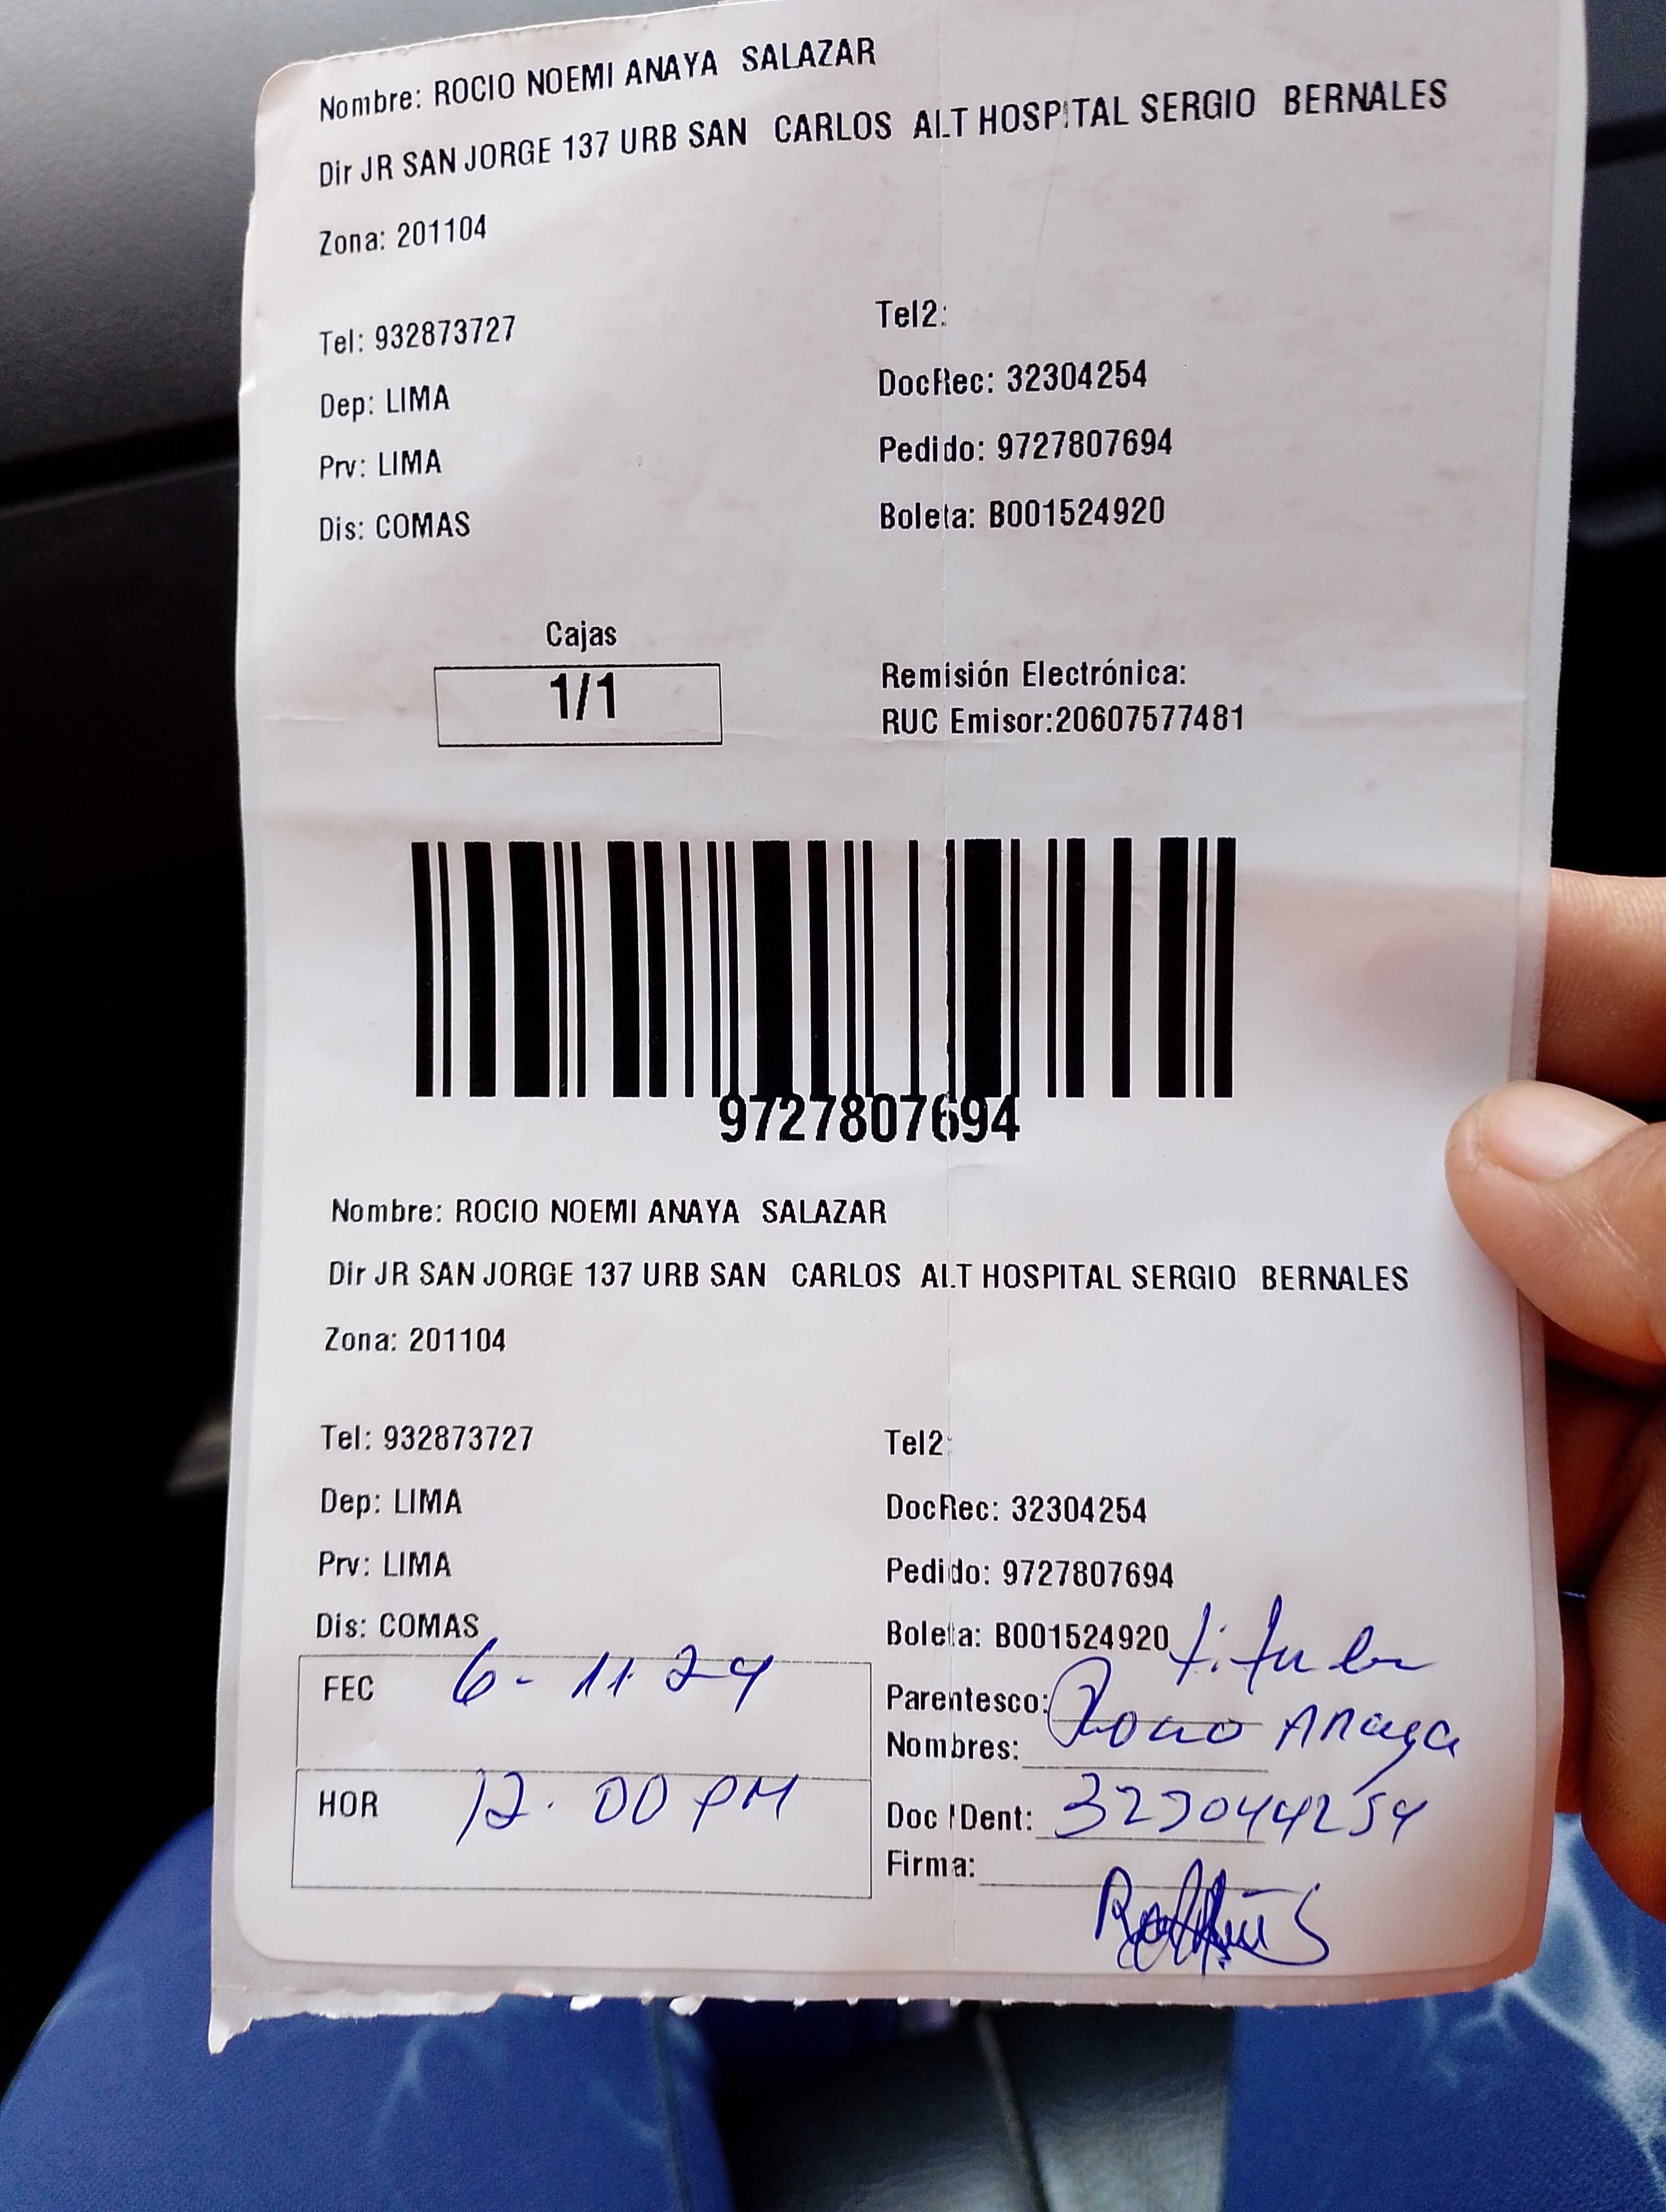 Nombre: ROCIO NOEMI ANAYA SALAZAR
Dir JR SAN JORGE 137 URB SAN CARLOS ALT HOSPITAL SERGIO BERNALES
Zona: 201104
Tel: 932873727 Tel2:
Dep: LIMA DocRec: 32304254
Prv: LIMA Pedido: 9727807694
Dis: COMAS Boleta: B001524920
Cajas
1/1
Remisión Electrónica:
RUC Emisor:20607577481
9727807694
Nombre: ROCIO NOEMI ANAYA SALAZAR
Dir JR SAN JORGE 137 URB SAN CARLOS ALT HOSPITAL SERGIO BERNALES
Zona: 201104
Tel: 932873727 Tel2:
Dep: LIMA DocRec: 32304254
Prv: LIMA Pedido: 9727807694
Dis: COMAS Boleta: B001524920
FEC 6-11-24
HOR 12.00 PM
Parentesco: titular
Nombres: Rocio Anaya
Doc IDent:
Firma: